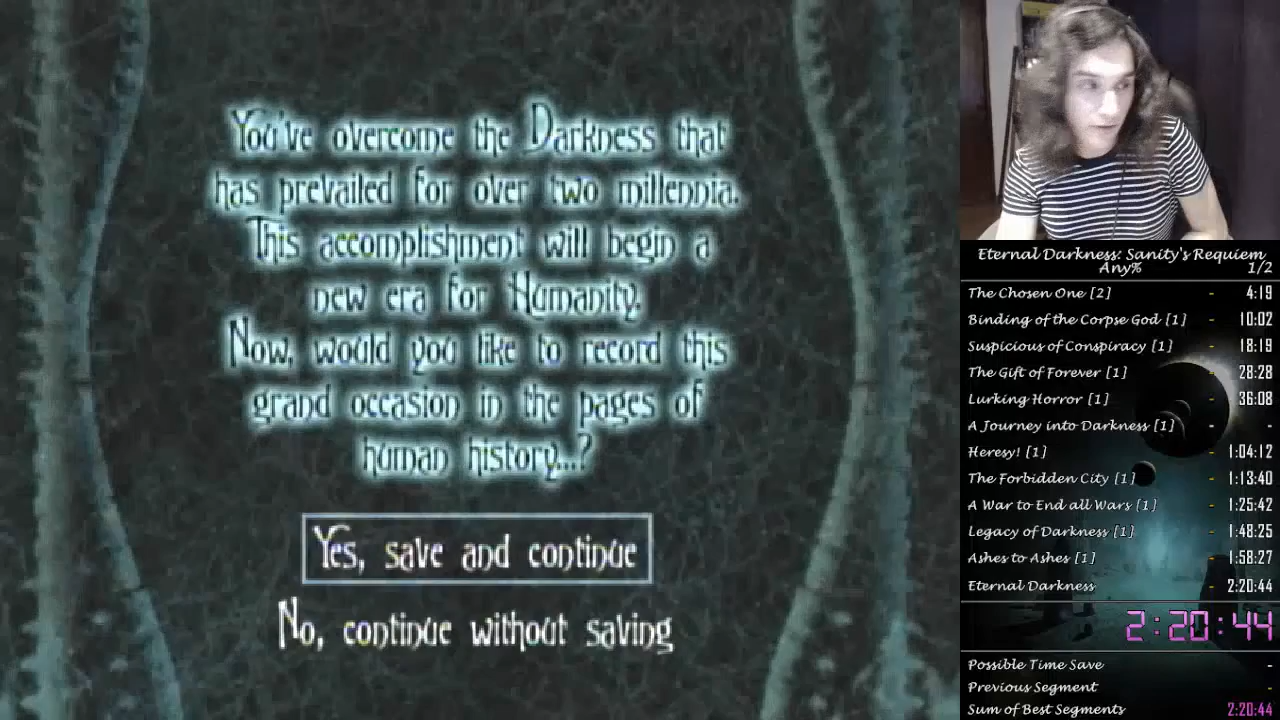 You've overcome the Darkness that
has prevailed for over two millennia.
This accomplishment will begin a
new era for Humanity.
Now, would you like to record this
grand occasion in the pages of
human history...?
Yes, save and continue
No, continue without saving
Eternal Darkness: Sanity's Requiem
Any% 1/2
The Chosen One [2] - 4:19
Binding of the Corpse God [1] - 10:02
Suspicious of Conspiracy [1] - 18:19
The Gift of Forever [1] - 28:28
Lurking Horror [1] - 36:08
A Journey into Darkness [1] - -
Heresy! [1] - 1:04:12
The Forbidden City [1] - 1:13:40
A War to End all Wars [1] - 1:25:42
Legacy of Darkness [1] - 1:48:25
Ashes to Ashes [1] - 1:58:27
Eternal Darkness - 2:20:44
2:20:44
Possible Time Save -
Previous Segment -
Sum of Best Segments 2:20:44